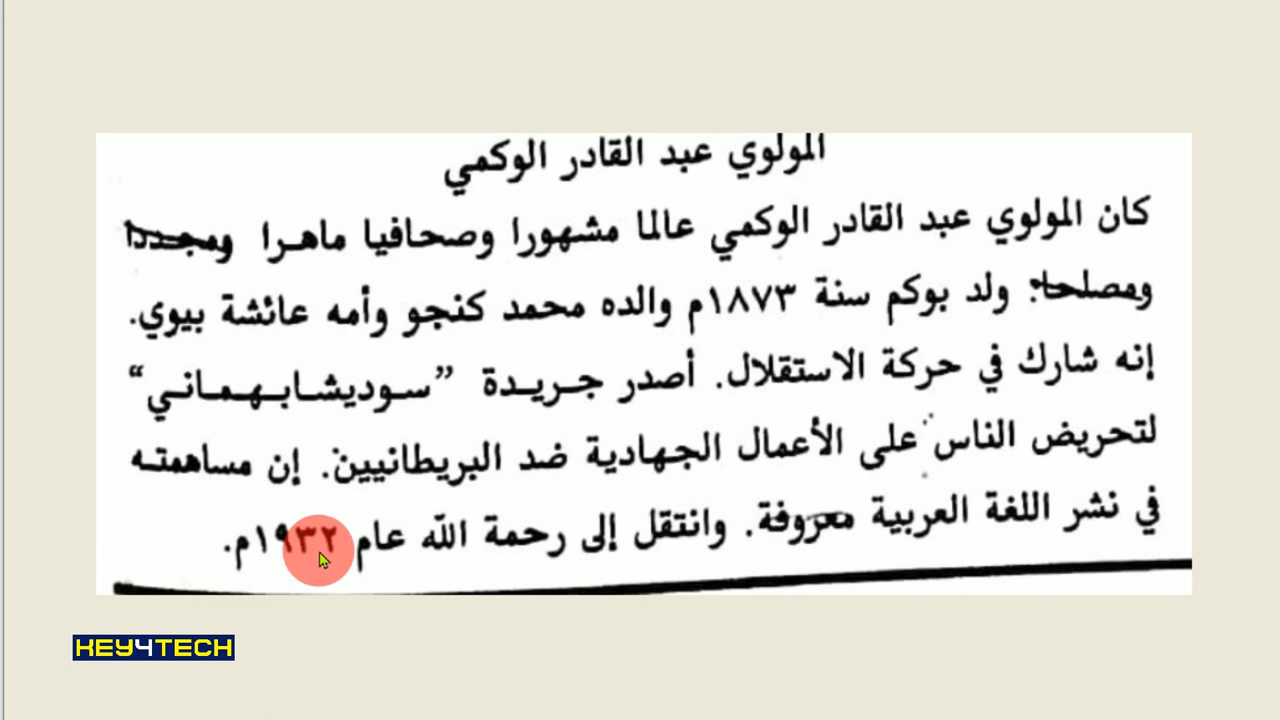 المولوي عبد القادر الوكمي
كان المولوي عبد القادر الوكمي عالما مشهورا وصحافيا ماهرا ومجددا
ومصلحا. ولد بوكم سنة ١٨٧٣م والده محمد كنجو وأمه عائشة بيوي.
إنه شارك في حركة الاستقلال. أصدر جريدة ”سوديشابهماني“
لتحريض الناس على الأعمال الجهادية ضد البريطانيين. إن مساهمته
في نشر اللغة العربية معروفة. وانتقل إلى رحمة الله عام ١٩٣٢م.
KEY4TECH